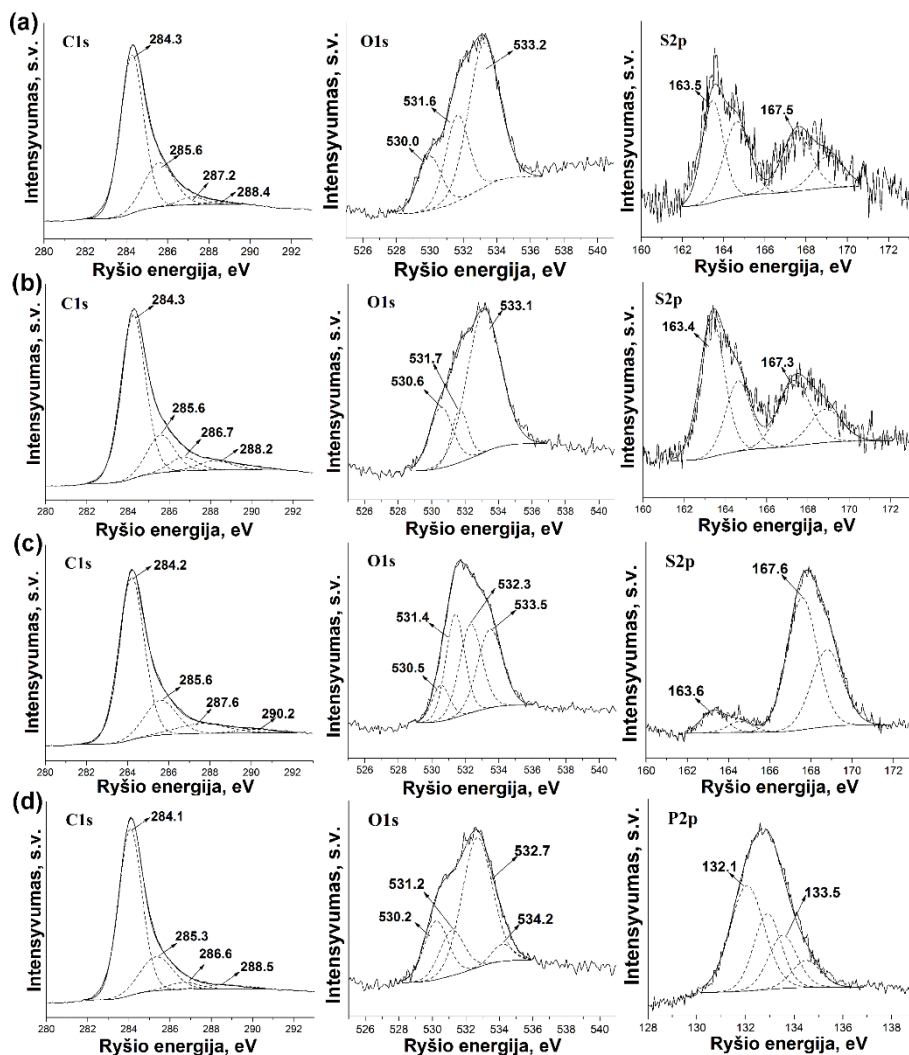 (a)
C1s
284.3
285.6
287.2
288.4
Intensyvumas, s.v.
280 282 284 286 288 290 292
Ryšio energija, eV
O1s
533.2
531.6
530.0
Intensyvumas, s.v.
526 528 530 532 534 536 538 540
Ryšio energija, eV
S2p
163.5
167.5
Intensyvumas, s.v.
160 162 164 166 168 170 172
Ryšio energija, eV
(b)
C1s
284.3
285.6
286.7
288.2
Intensyvumas, s.v.
280 282 284 286 288 290 292
Ryšio energija, eV
O1s
533.1
531.7
530.6
Intensyvumas, s.v.
526 528 530 532 534 536 538 540
Ryšio energija, eV
S2p
163.4
167.3
Intensyvumas, s.v.
160 162 164 166 168 170 172
Ryšio energija, eV
(c)
C1s
284.2
285.6
287.6
290.2
Intensyvumas, s.v.
280 282 284 286 288 290 292
Ryšio energija, eV
O1s
532.3
531.4
533.5
530.5
Intensyvumas, s.v.
526 528 530 532 534 536 538 540
Ryšio energija, eV
S2p
167.6
163.6
Intensyvumas, s.v.
160 162 164 166 168 170 172
Ryšio energija, eV
(d)
C1s
284.1
285.3
286.6
288.5
Intensyvumas, s.v.
280 282 284 286 288 290 292
Ryšio energija, eV
O1s
532.7
531.2
530.2
534.2
Intensyvumas, s.v.
526 528 530 532 534 536 538 540
Ryšio energija, eV
P2p
132.1
133.5
Intensyvumas, s.v.
128 130 132 134 136 138
Ryšio energija, eV